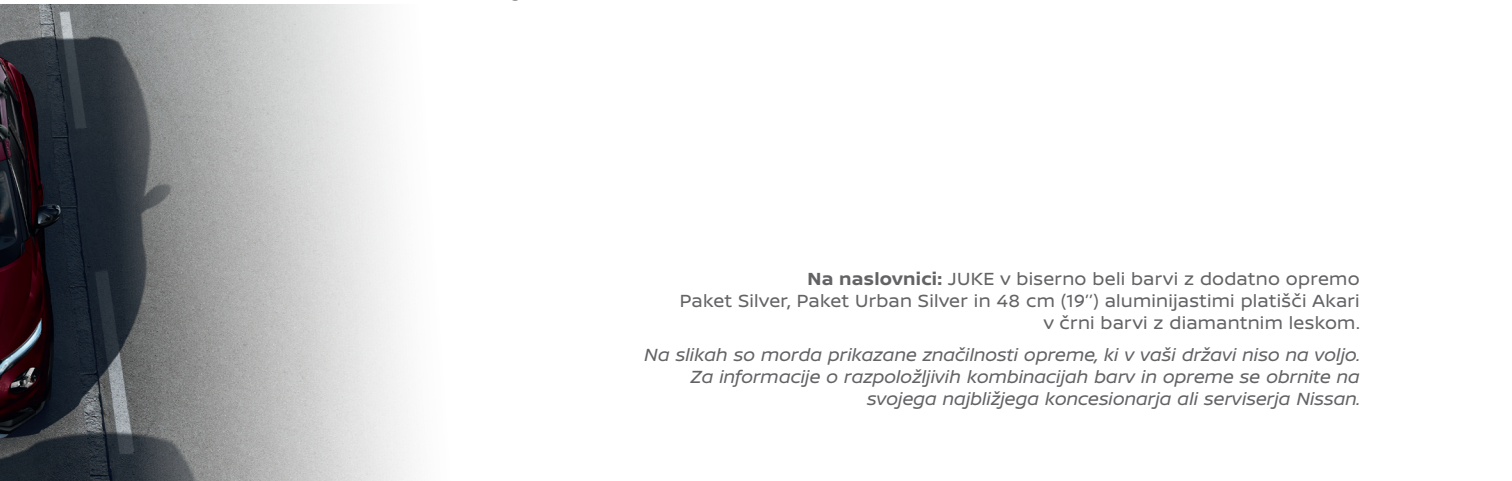 Na naslovnici: JUKE v biserno beli barvi z dodatno opremo
Paket Silver, Paket Urban Silver in 48 cm (19’’) aluminijastimi platišči Akari
v črni barvi z diamantnim leskom.
Na slikah so morda prikazane značilnosti opreme, ki v vaši državi niso na voljo.
Za informacije o razpoložljivih kombinacijah barv in opreme se obrnite na
svojega najbližjega koncesionarja ali serviserja Nissan.